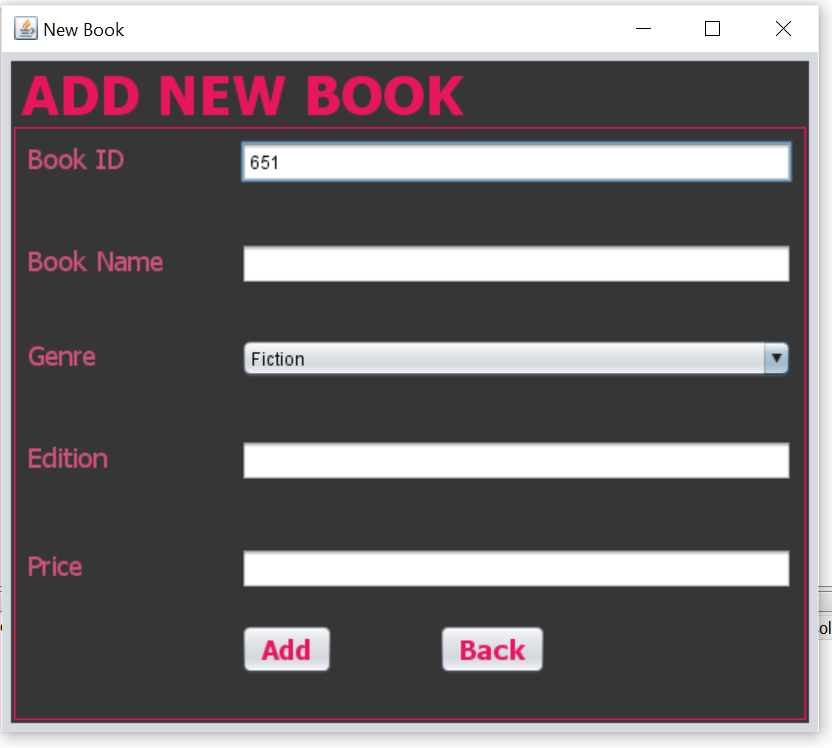 New Book
ADD NEW BOOK
Book ID 651
Book Name
Genre Fiction
Edition
Price
Add Back